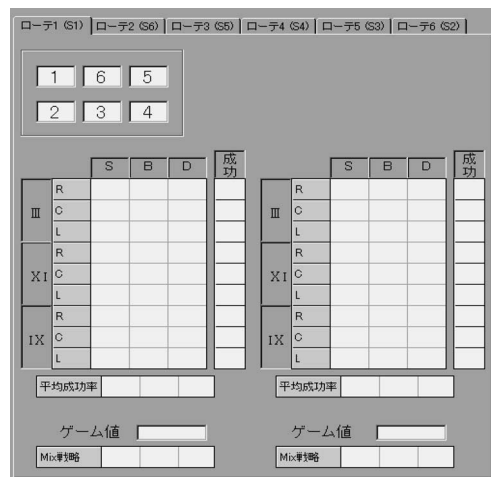 ローテ1 (S1) ローテ2 (S6) ローテ3 (S5) ローテ4 (S4) ローテ5 (S3) ローテ6 (S2)
1 6 5
2 3 4
S B D 成功 S B D 成功
Ⅲ R Ⅲ R
C C
L L
R R
XI C XI C
L L
R R
IX C IX C
L L
平均成功率 平均成功率
ゲーム値 ゲーム値
Mix戦略 Mix戦略